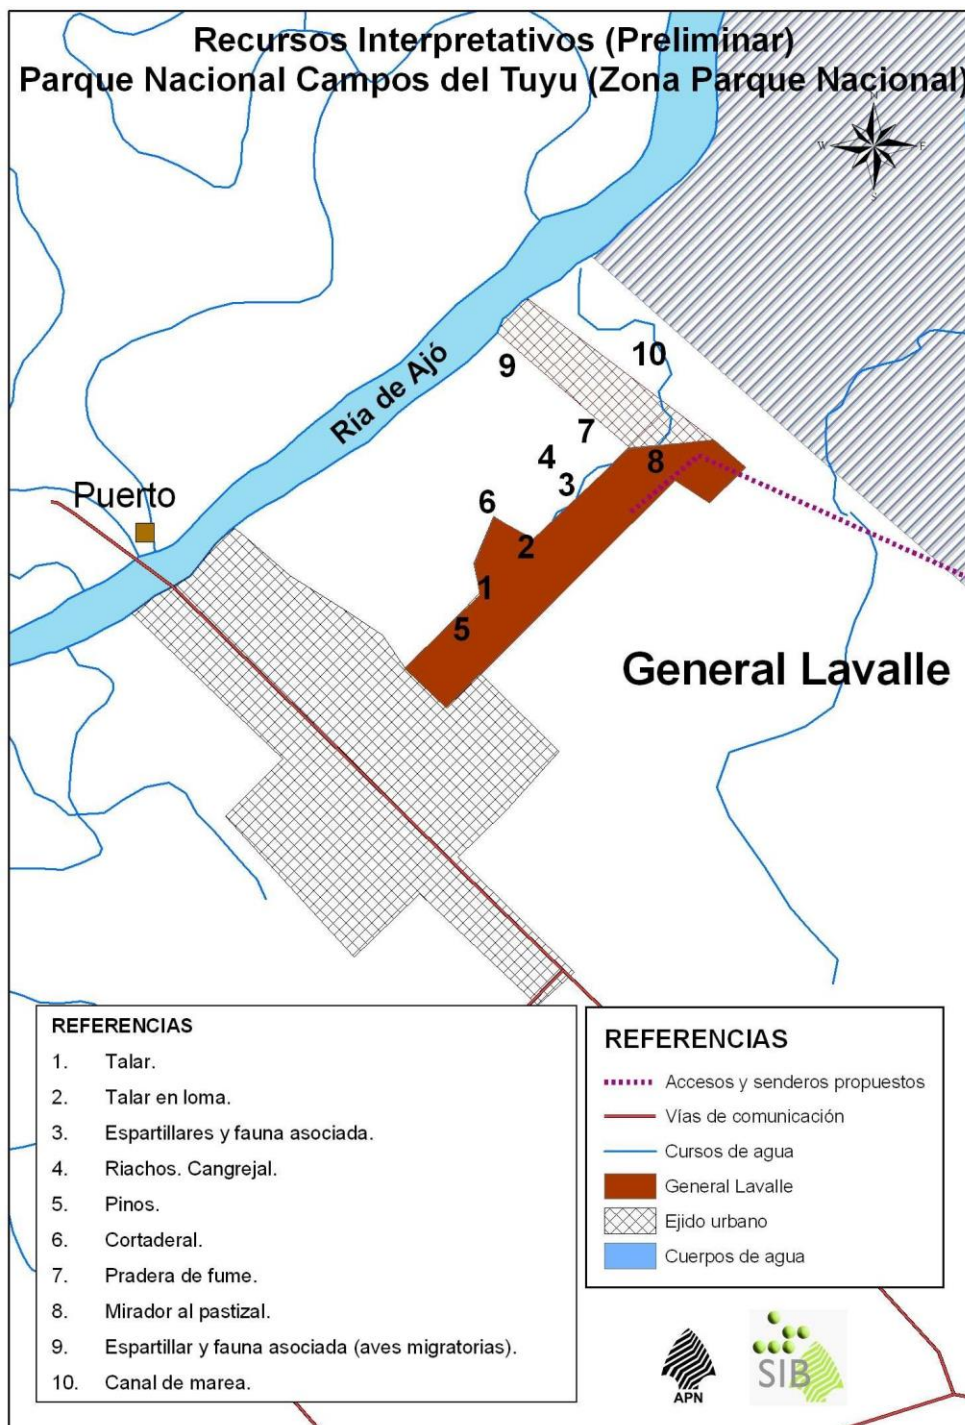 Recursos Interpretativos (Preliminar)
Parque Nacional Campos del Tuyu (Zona Parque Nacional)
N
W
E
S
Ría de Ajó
Puerto
10
9
7
8
4
3
6
2
1
5
General Lavalle
REFERENCIAS
1. Talar.
2. Talar en loma.
3. Espartillares y fauna asociada.
4. Riachos. Cangrejal.
5. Pinos.
6. Cortaderal.
7. Pradera de fume.
8. Mirador al pastizal.
9. Espartillar y fauna asociada (aves migratorias).
10. Canal de marea.
REFERENCIAS
Accesos y senderos propuestos
Vías de comunicación
Cursos de agua
General Lavalle
Ejido urbano
Cuerpos de agua
APN
SIB